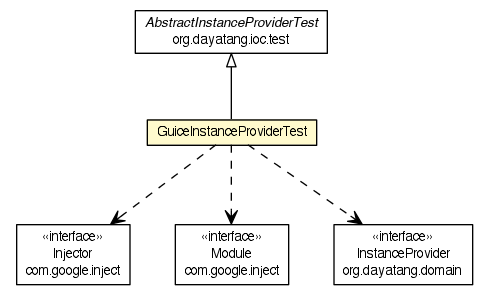 AbstractInstanceProviderTest
org.dayatang.ioc.test
GuiceInstanceProviderTest
«interface»
Injector
com.google.inject
«interface»
Module
com.google.inject
«interface»
InstanceProvider
org.dayatang.domain